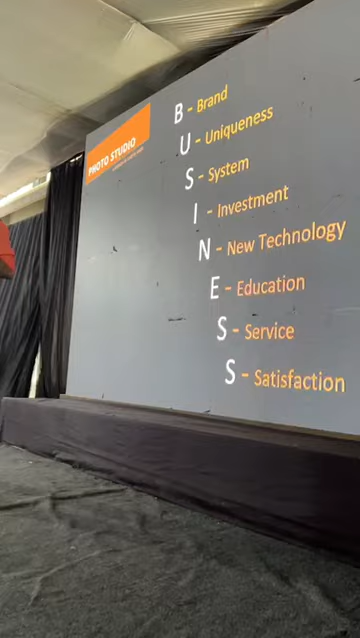 PHOTO STUDIO
B - Brand
U - Uniqueness
S - System
I - Investment
N - New Technology
E - Education
S - Service
S - Satisfaction